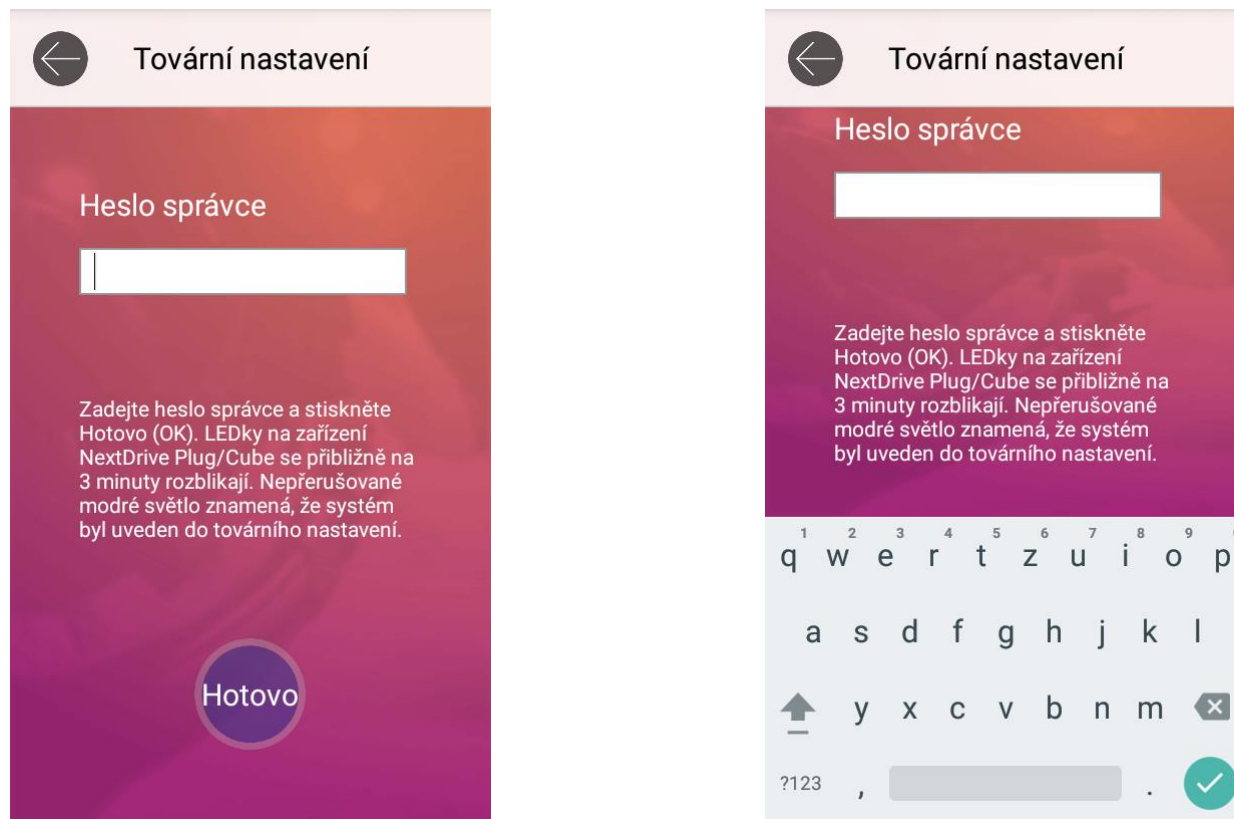 Tovární nastavení
Heslo správce
Zadejte heslo správce a stiskněte
Hotovo (OK). LEDky na zařízení
NextDrive Plug/Cube se přibližně na
3 minuty rozblikají. Nepřerušované
modré světlo znamená, že systém
byl uveden do továrního nastavení.
Hotovo
Tovární nastavení
Heslo správce
Zadejte heslo správce a stiskněte
Hotovo (OK). LEDky na zařízení
NextDrive Plug/Cube se přibližně na
3 minuty rozblikají. Nepřerušované
modré světlo znamená, že systém
byl uveden do továrního nastavení.
1 2 3 4 5 6 7 8 9
q w e r t z u i o p
a s d f g h j k l
y x c v b n m
?123 , .